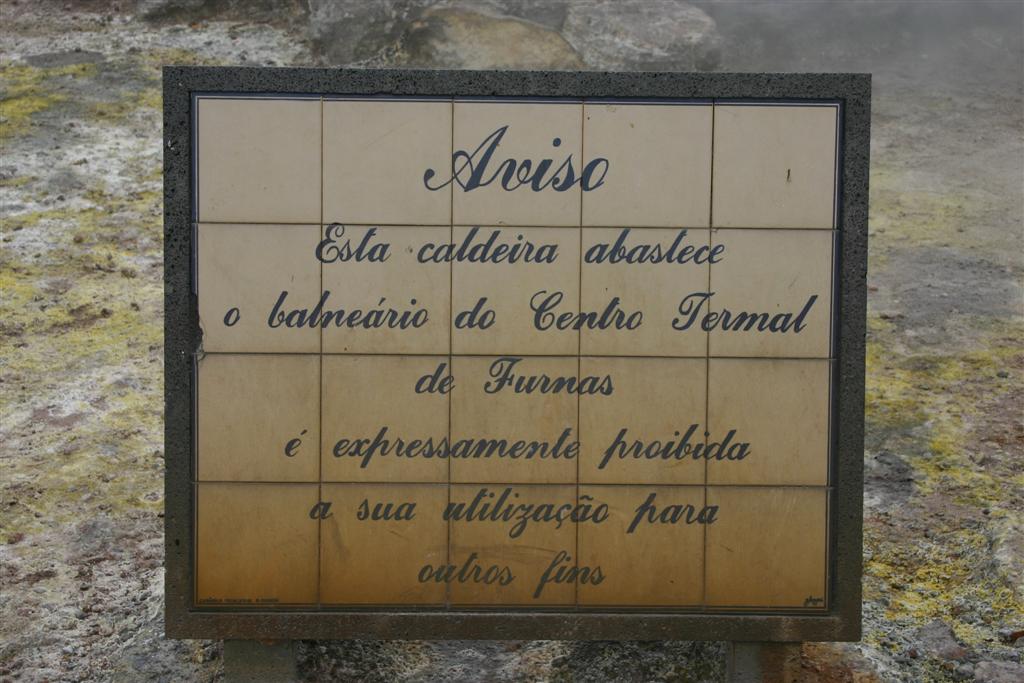 Aviso
Esta caldeira abastece
o balneário do Centro Termal
de Furnas
é expressamente proibida
a sua utilização para
outros fins